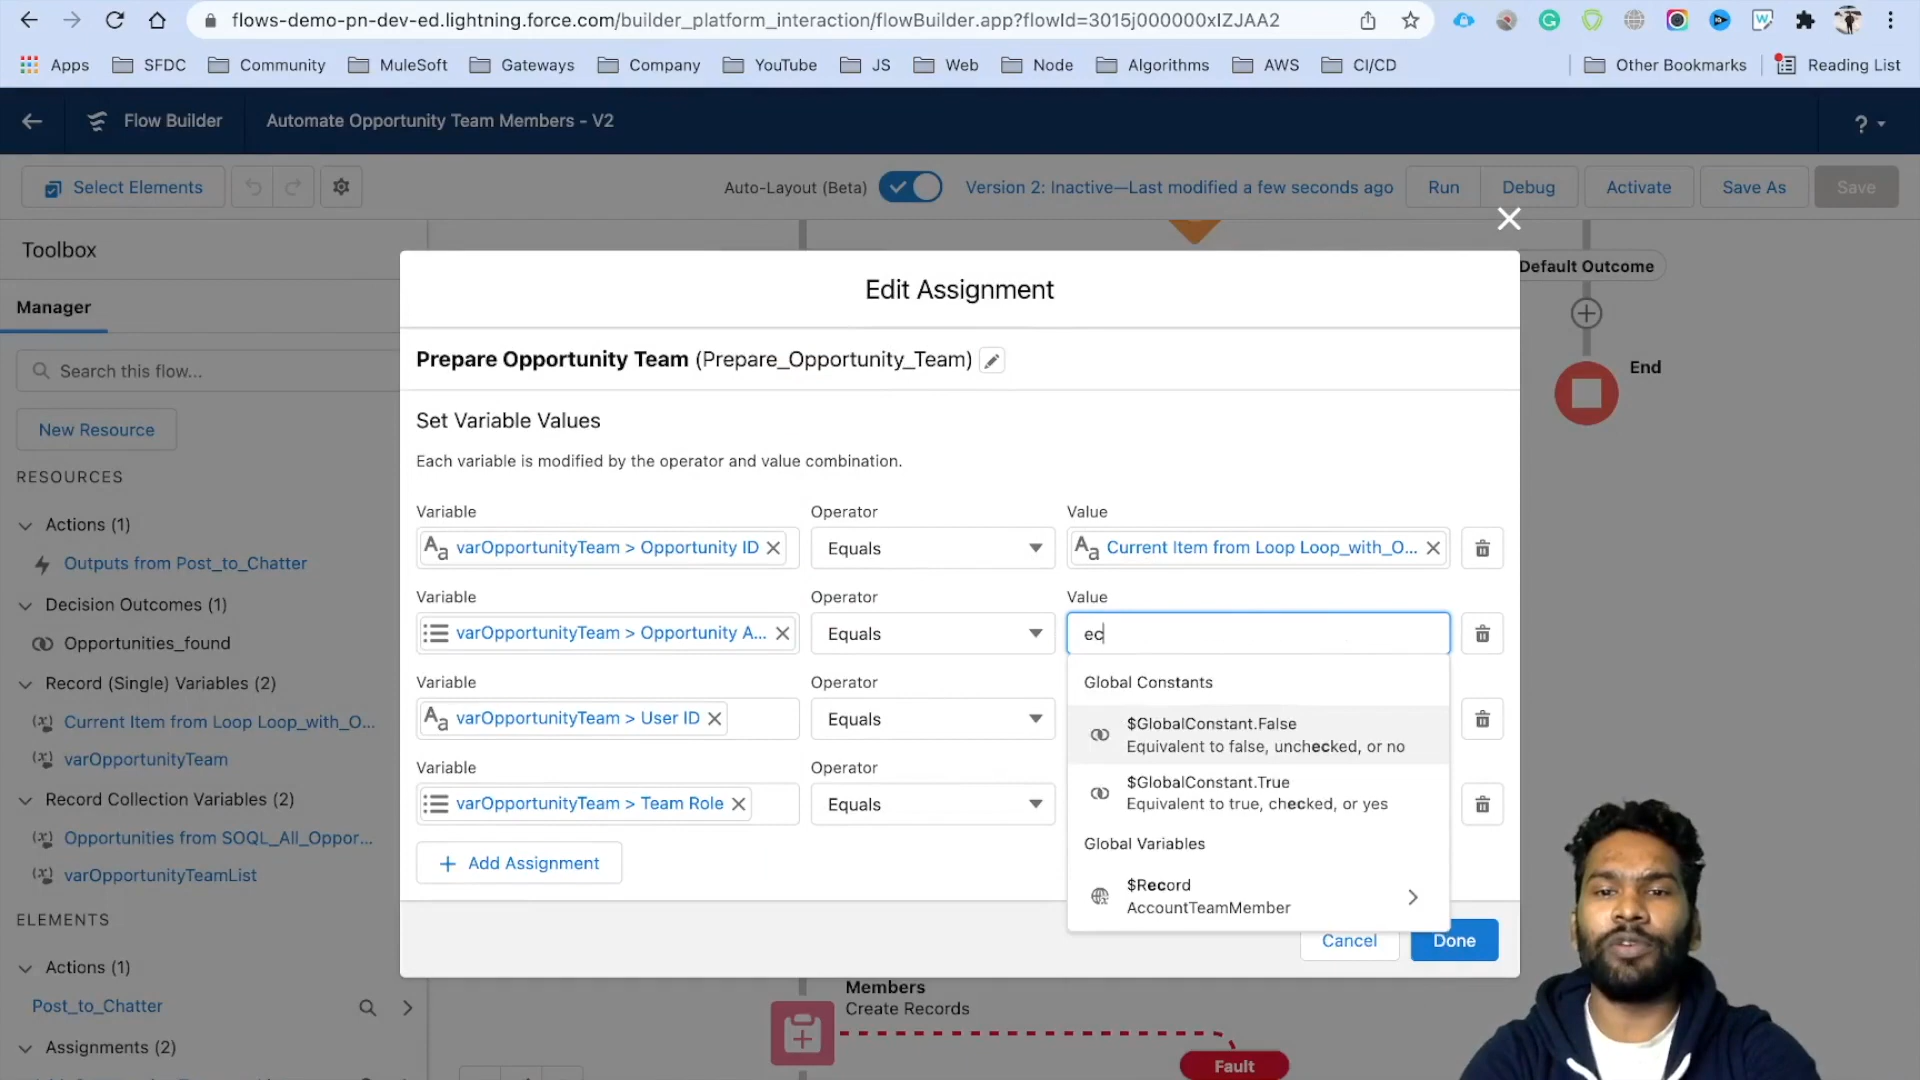 flows-demo-pn-dev-ed.lightning.force.com/builder_platform_interaction/flowBuilder.app?flowId=3015j000000xIZJAA2
Apps SFDC Community MuleSoft Gateways Company YouTube JS Web Node Algorithms AWS CI/CD Other Bookmarks Reading List
Flow Builder Automate Opportunity Team Members - V2 ?
Select Elements Auto-Layout (Beta) Version 2: Inactive—Last modified a few seconds ago Run Debug Activate Save As Save
Toolbox
Manager
Search this flow...
New Resource
RESOURCES
Actions (1)
Outputs from Post_to_Chatter
Decision Outcomes (1)
Opportunities_found
Record (Single) Variables (2)
Current Item from Loop Loop_with_O...
varOpportunityTeam
Record Collection Variables (2)
Opportunities from SOQL_All_Oppor...
varOpportunityTeamList
ELEMENTS
Actions (1)
Post_to_Chatter
Assignments (2)
Edit Assignment
Prepare Opportunity Team (Prepare_Opportunity_Team)
Set Variable Values
Each variable is modified by the operator and value combination.
Variable Operator Value
Aa varOpportunityTeam > Opportunity ID Equals Aa Current Item from Loop Loop_with_O...
Variable Operator Value
varOpportunityTeam > Opportunity A... Equals ec
Variable Operator
Aa varOpportunityTeam > User ID Equals
Variable Operator
varOpportunityTeam > Team Role Equals
Add Assignment
Global Constants
$GlobalConstant.False
Equivalent to false, unchecked, or no
$GlobalConstant.True
Equivalent to true, checked, or yes
Global Variables
$Record
AccountTeamMember
Cancel Done
Default Outcome
End
Members
Create Records
Fault